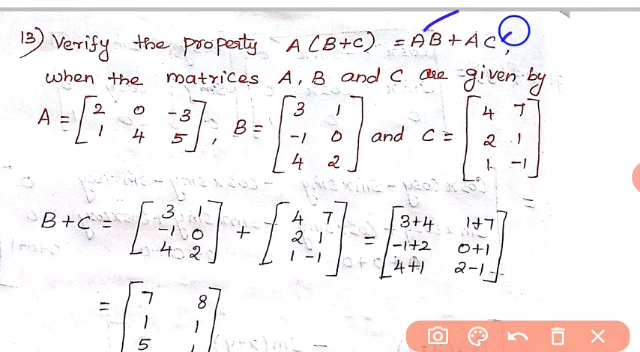 13) Verify the property A(B+C) = AB + AC,
when the matrices A, B and C are given by
A = [2 0 -3; 1 4 5], B = [3 1; -1 0; 4 2] and C = [4 7; 2 1; 1 -1]
B+C = [3 1; -1 0; 4 2] + [4 7; 2 1; 1 -1] = [3+4 1+7; -1+2 0+1; 4+1 2-1]
= [7 8; 1 1; 5 1]